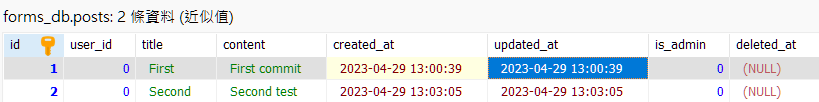 forms_db.posts: 2 條資料 (近似值)
id user_id title content created_at updated_at is_admin deleted_at
1 0 First First commit 2023-04-29 13:00:39 2023-04-29 13:00:39 0 (NULL)
2 0 Second Second test 2023-04-29 13:03:05 2023-04-29 13:03:05 0 (NULL)